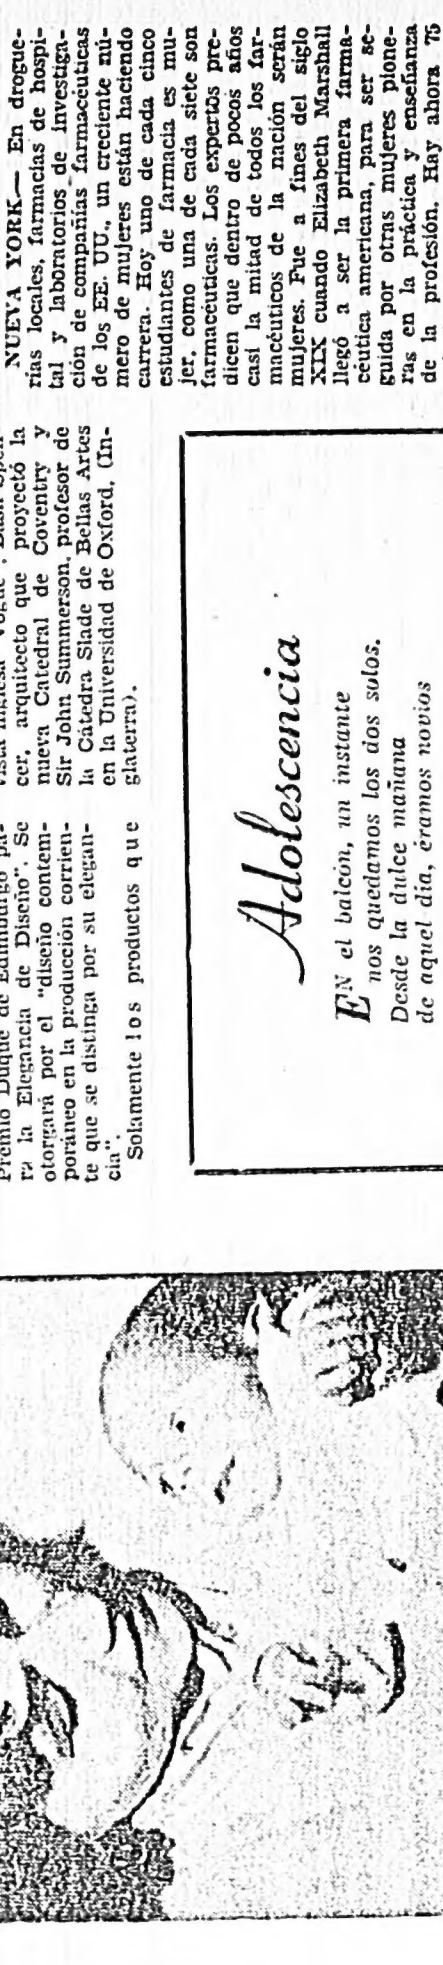 Premio Duque de Edimburgo pa-
ra la Elegancia de Diseño". Se
otorgará por el "diseño contem-
poráneo en la producción corrien-
te que se distinga por su elegan-
cia".
Solamente los productos que
cer, arquitecto que proyectó la
nueva Catedral de Coventry y
Sir John Summerson, profesor de
la Cátedra Slade de Bellas Artes
en la Universidad de Oxford, (In-
glaterra).
Adolescencia
EN el balcón, un instante
nos quedamos los dos solos.
Desde la dulce mañana
de aquel día, éramos novios
NUEVA YORK.— En drogue-
rías locales, farmacias de hospi-
tal y laboratorios de investiga-
ción de compañías farmacéuticas
de los EE. UU., un creciente nú-
mero de mujeres están haciendo
carrera. Hoy uno de cada cinco
estudiantes de farmacia es mu-
jer, como una de cada siete son
farmacéuticas. Los expertos pre-
dicen que dentro de pocos años
casi la mitad de todos los far-
macéuticos de la nación serán
mujeres. Fue a fines del siglo
XIX cuando Elizabeth Marshall
llegó a ser la primera farma-
céutica americana, para ser se-
guida por otras mujeres pione-
ras en la práctica y enseñanza
de la profesión. Hay ahora 75